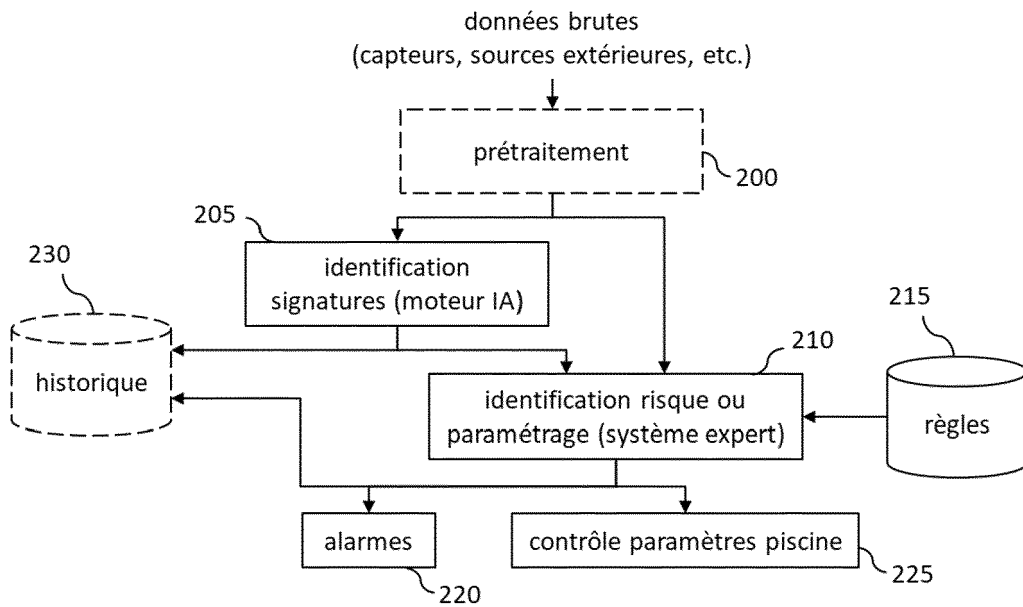 données brutes
(capteurs, sources extérieures, etc.)
prétraitement
200
205
identification
signatures (moteur IA)
230
historique
215
210
identification risque ou
paramétrage (système expert)
règles
alarmes
220
contrôle paramètres piscine
225